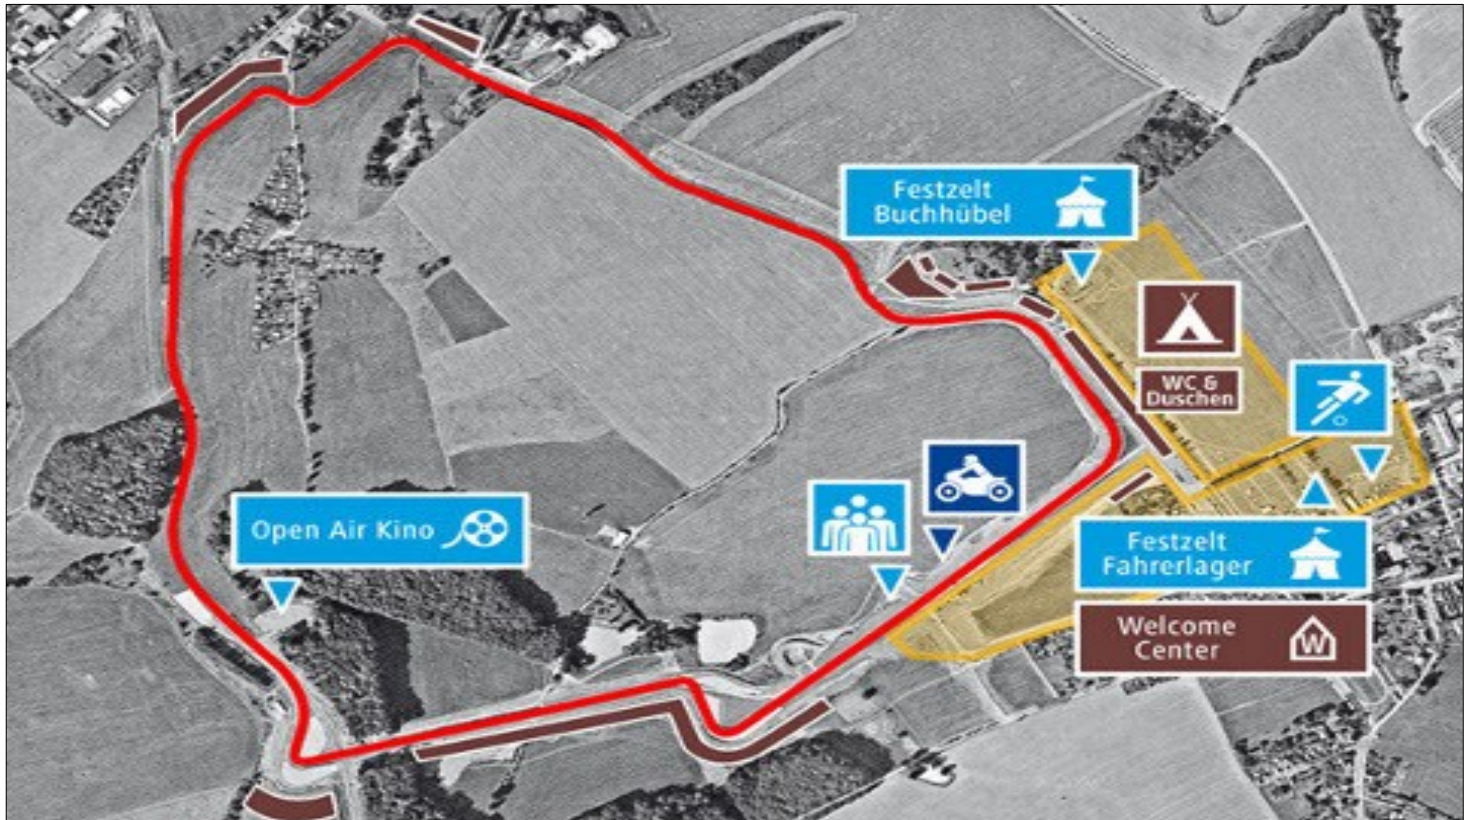 Festzelt
Buchhübel
WC &
Duschen
Open Air Kino
Festzelt
Fahrerlager
Welcome
Center
W